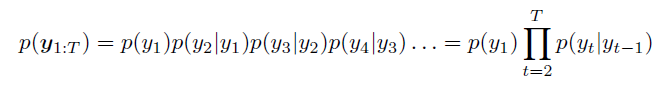 p(y_{1:T}) = p(y_1)p(y_2|y_1)p(y_3|y_2)p(y_4|y_3) … = p(y_1) ∏_{t=2}^{T} p(y_t|y_{t−1})